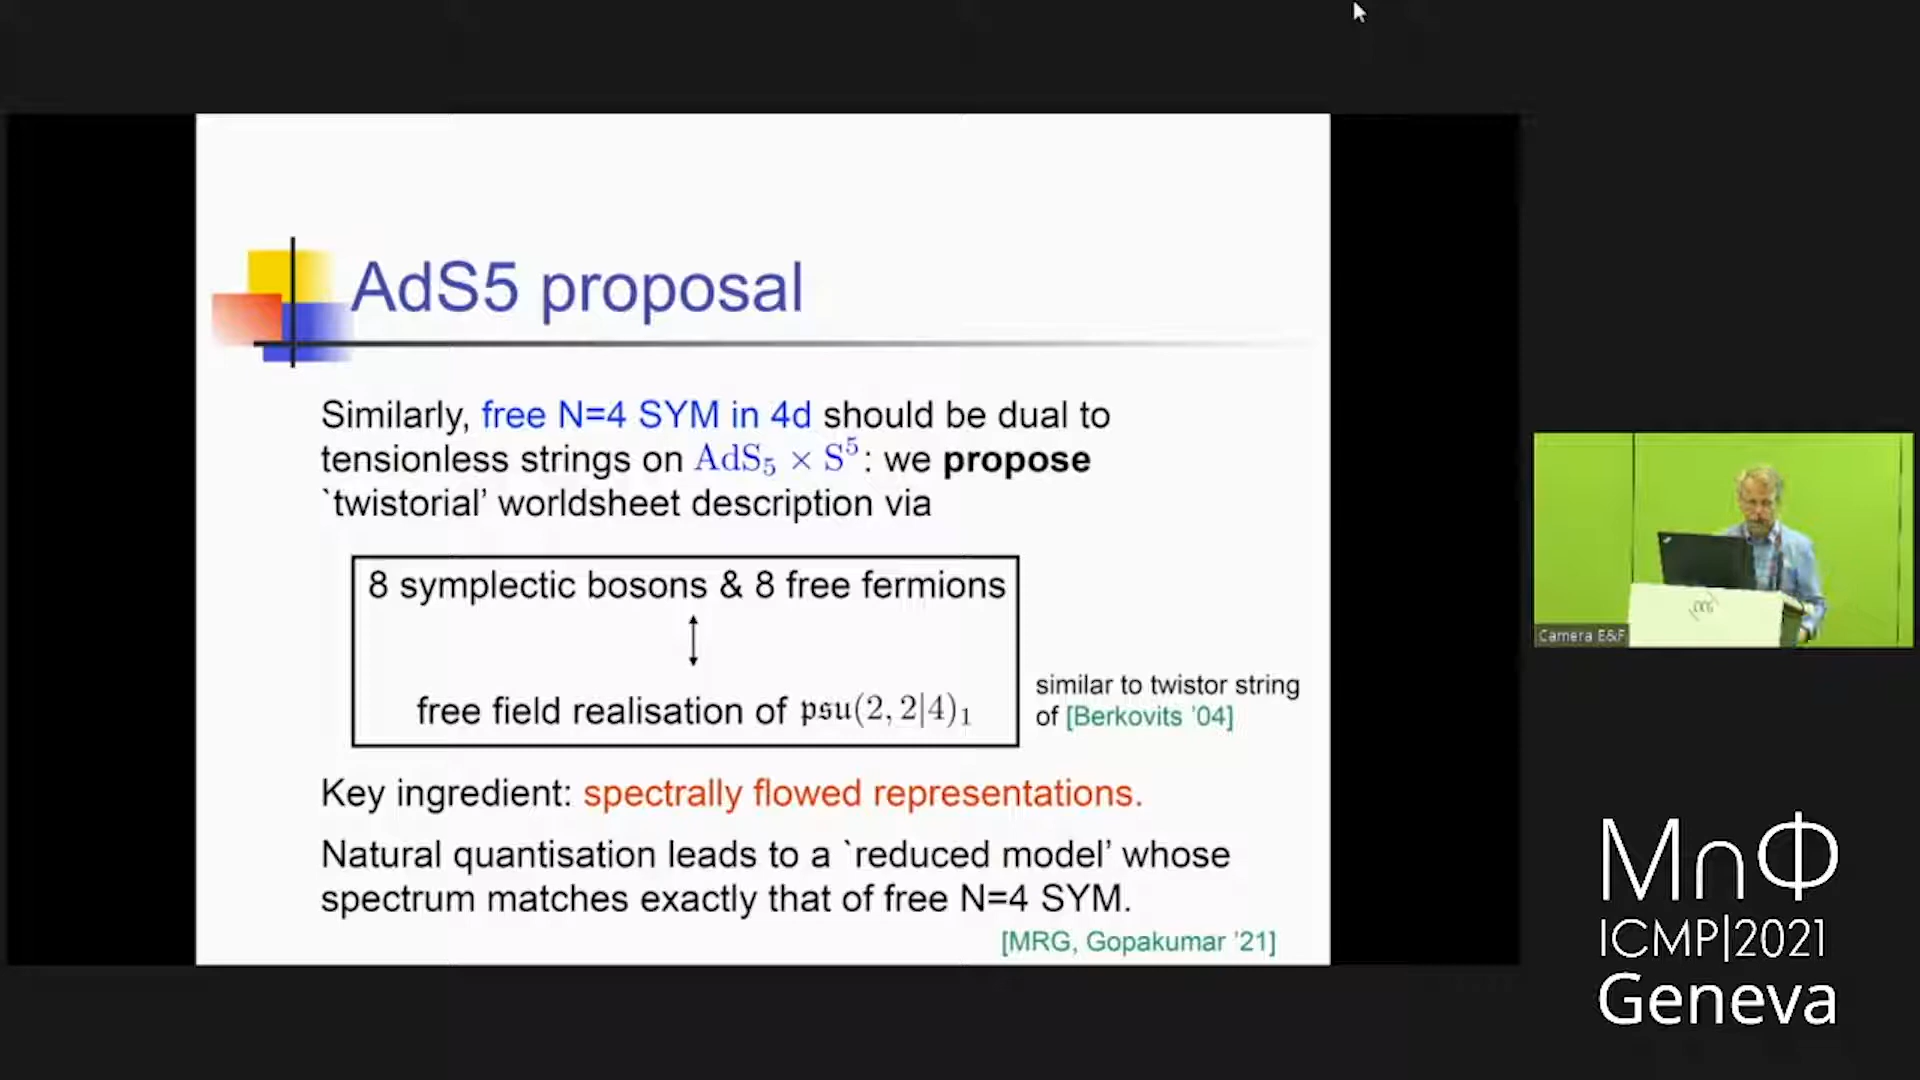 AdS5 proposal
Similarly, free N=4 SYM in 4d should be dual to
tensionless strings on AdS₅ × S⁵: we propose
`twistorial' worldsheet description via
8 symplectic bosons & 8 free fermions
↕
free field realisation of 𝔭𝔰𝔲(2,2|4)₁
similar to twistor string
of [Berkovits '04]
Key ingredient: spectrally flowed representations.
Natural quantisation leads to a `reduced model' whose
spectrum matches exactly that of free N=4 SYM.
[MRG, Gopakumar '21]
Camera E&F
M∩Φ
ICMP|2021
Geneva